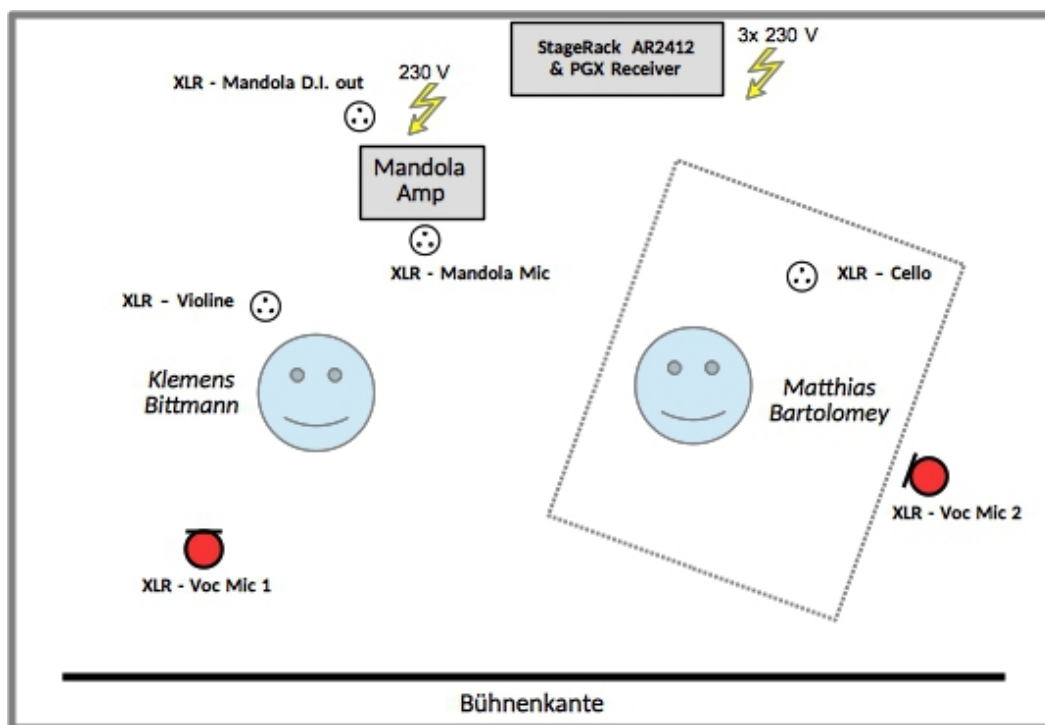 StageRack AR2412
& PGX Receiver
3x 230 V
230 V
XLR - Mandola D.I. out
Mandola
Amp
XLR - Mandola Mic
XLR – Cello
XLR – Violine
Klemens
Bittmann
Matthias
Bartolomey
XLR - Voc Mic 2
XLR - Voc Mic 1
Bühnenkante